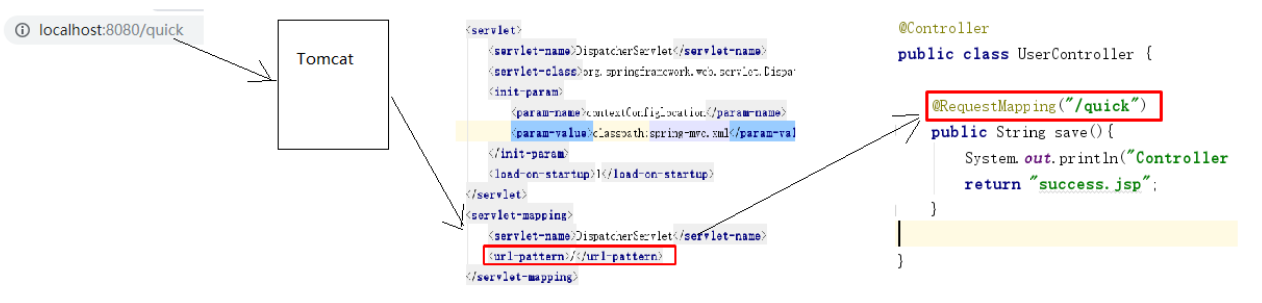 localhost:8080/quick
Tomcat
<servlet>
<servlet-name>DispatcherServlet</servlet-name>
<servlet-class>org.springframework.web.servlet.Dispa
<init-param>
<param-name>contextConfigLocation</param-name>
<param-value>classpath:spring-mvc.xml</param-val
</init-param>
<load-on-startup>1</load-on-startup>
</servlet>
<servlet-mapping>
<servlet-name>DispatcherServlet</servlet-name>
<url-pattern>/</url-pattern>
</servlet-mapping>
@Controller
public class UserController {
@RequestMapping("/quick")
public String save(){
System.out.println("Controller
return "success.jsp";
}
}